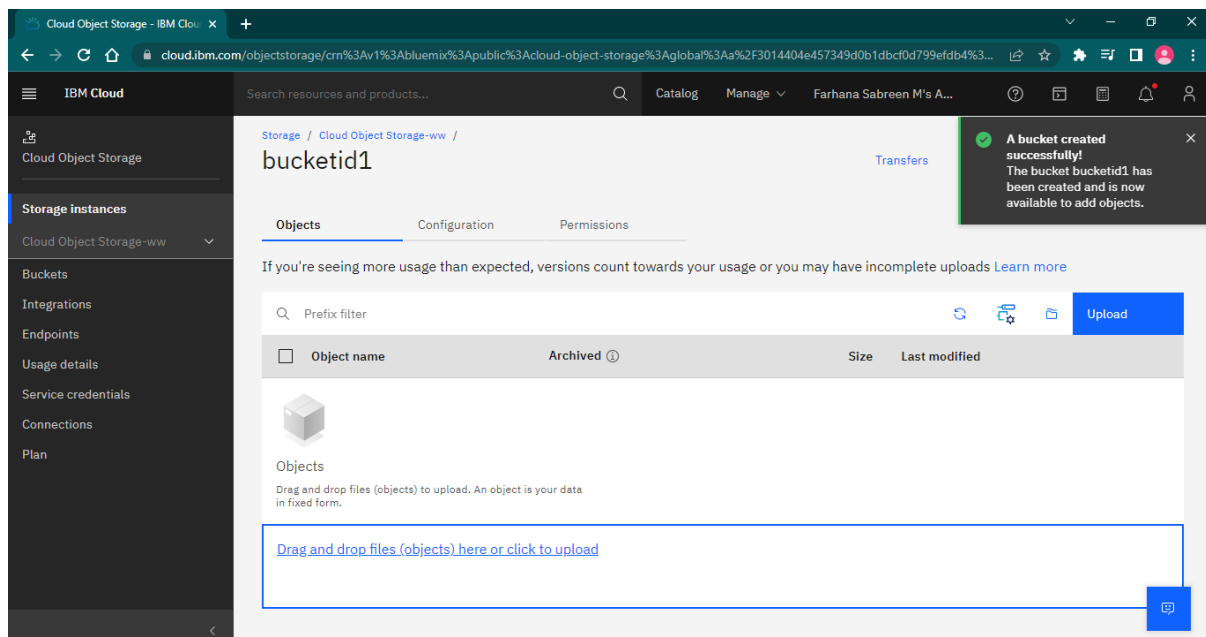 Cloud Object Storage - IBM Clou
cloud.ibm.com/objectstorage/crn%3Av1%3Abluemix%3Apublic%3Acloud-object-storage%3Aglobal%3Aa%2F3014404e457349d0b1dbcf0d799efdb4%3...
IBM Cloud
Search resources and products...
Catalog
Manage
Farhana Sabreen M's A...
Cloud Object Storage
Storage instances
Cloud Object Storage-ww
Buckets
Integrations
Endpoints
Usage details
Service credentials
Connections
Plan
Storage / Cloud Object Storage-ww /
bucketid1
Transfers
A bucket created
successfully!
The bucket bucketid1 has
been created and is now
available to add objects.
Objects
Configuration
Permissions
If you're seeing more usage than expected, versions count towards your usage or you may have incomplete uploads Learn more
Prefix filter
Upload
Object name
Archived
Size
Last modified
Objects
Drag and drop files (objects) to upload. An object is your data
in fixed form.
Drag and drop files (objects) here or click to upload